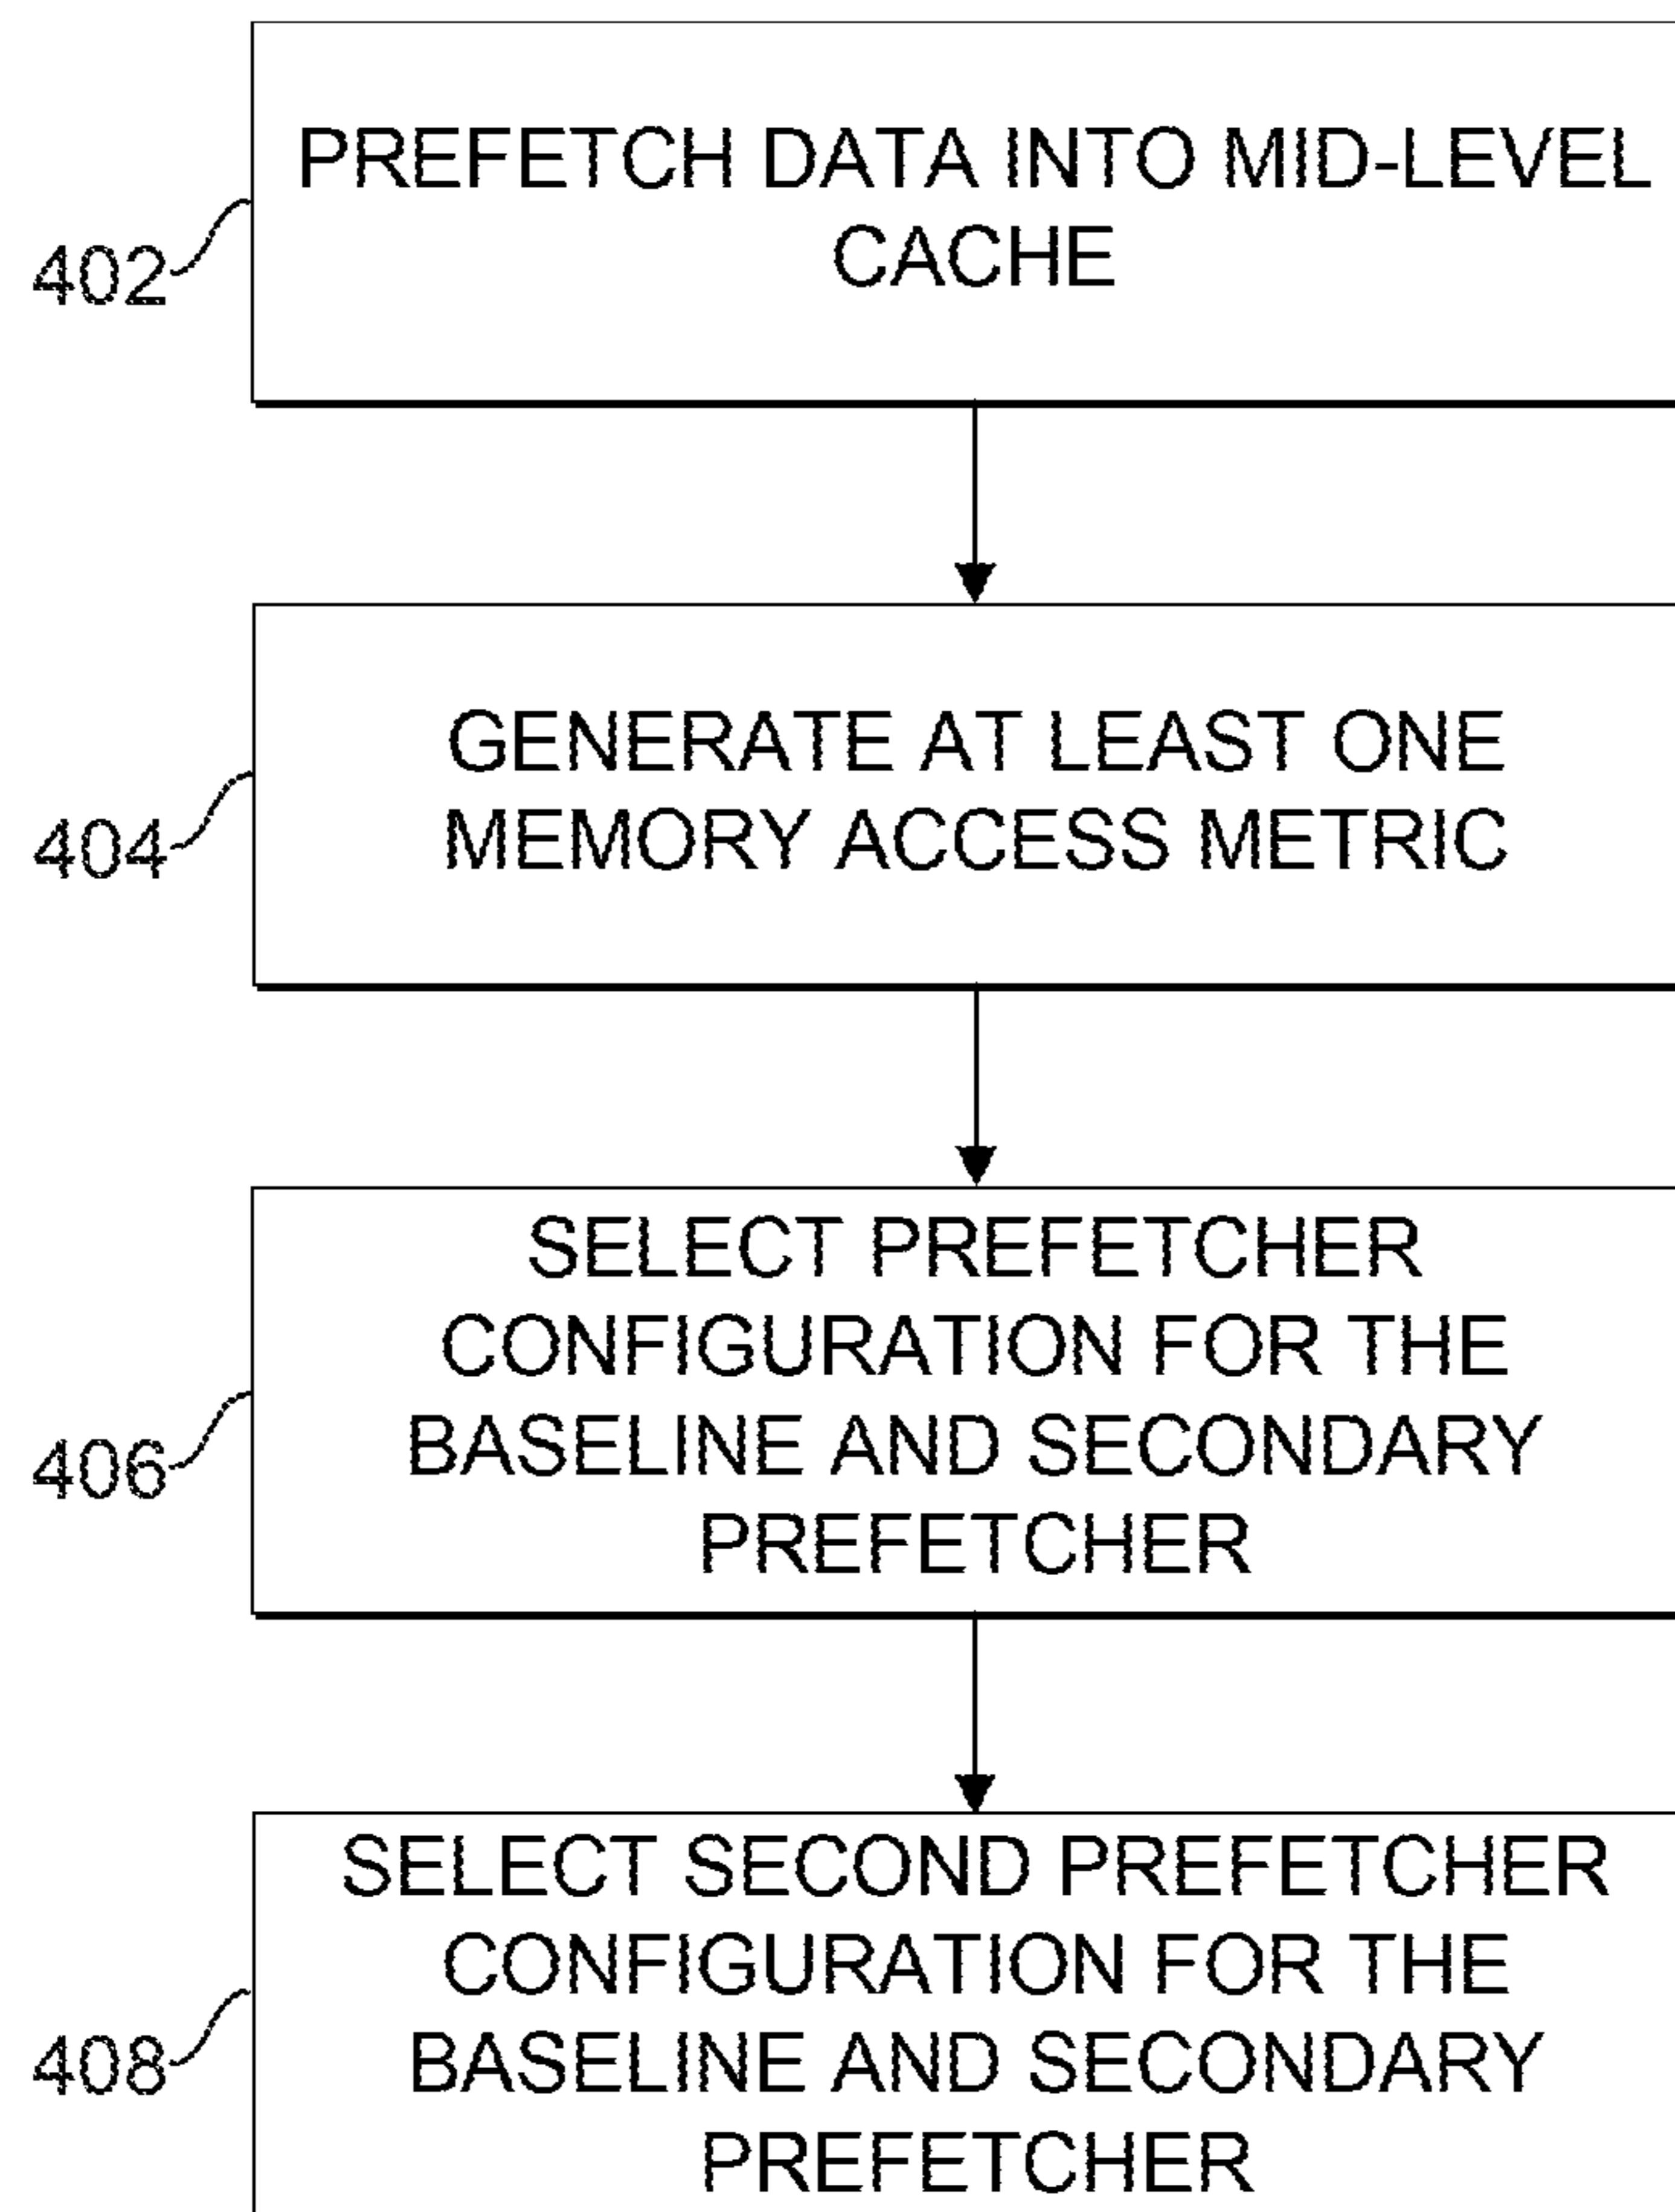 PREFETCH DATA INTO MID-LEVEL
CACHE
402
GENERATE AT LEAST ONE
MEMORY ACCESS METRIC
404
SELECT PREFETCHER
CONFIGURATION FOR THE
BASELINE AND SECONDARY
PREFETCHER
406
SELECT SECOND PREFETCHER
CONFIGURATION FOR THE
BASELINE AND SECONDARY
PREFETCHER
408